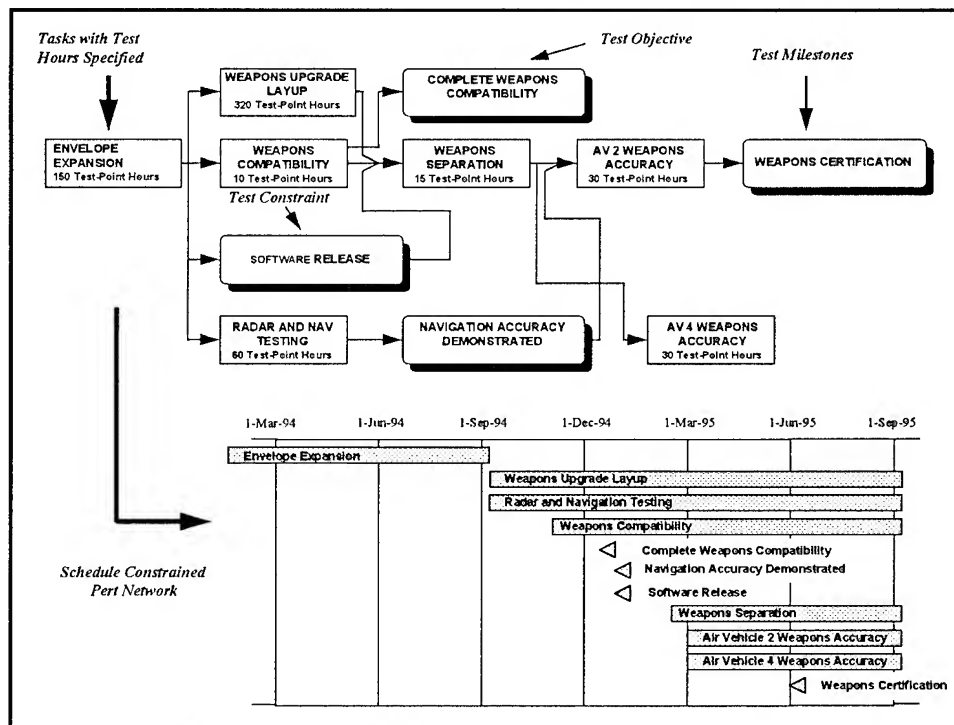 Tasks with Test
Hours Specified
Test Objective
Test Milestones
WEAPONS UPGRADE
LAYUP
320 Test-Point Hours
COMPLETE WEAPONS
COMPATIBILITY
ENVELOPE
EXPANSION
150 Test-Point Hours
WEAPONS
COMPATIBILITY
10 Test-Point Hours
WEAPONS
SEPARATION
15 Test-Point Hours
AV 2 WEAPONS
ACCURACY
30 Test-Point Hours
WEAPONS CERTIFICATION
Test Constraint
SOFTWARE RELEASE
RADAR AND NAV
TESTING
60 Test-Point Hours
NAVIGATION ACCURACY
DEMONSTRATED
AV 4 WEAPONS
ACCURACY
30 Test-Point Hours
1-Mar-94 1-Jun-94 1-Sep-94 1-Dec-94 1-Mar-95 1-Jun-95 1-Sep-95
Envelope Expansion
Weapons Upgrade Layup
Radar and Navigation Testing
Weapons Compatibility
Complete Weapons Compatibility
Navigation Accuracy Demonstrated
Software Release
Weapons Separation
Air Vehicle 2 Weapons Accuracy
Air Vehicle 4 Weapons Accuracy
Weapons Certification
Schedule Constrained
Pert Network